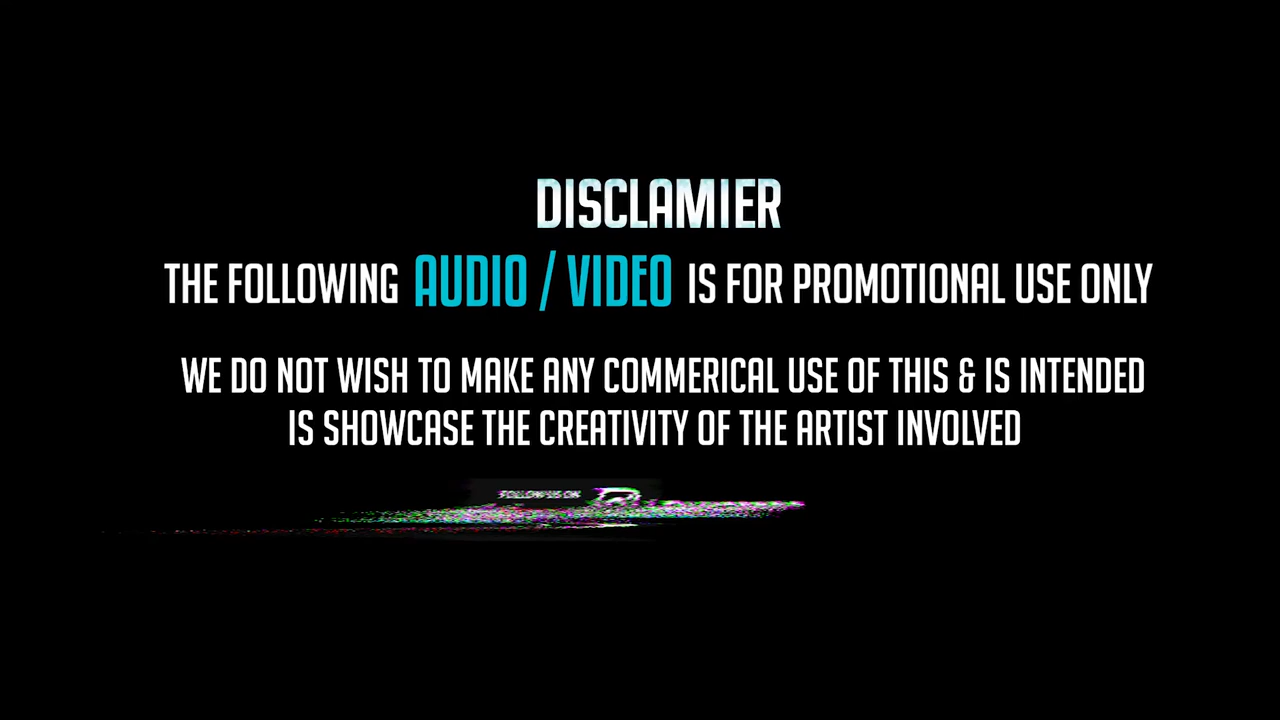 DISCLAMIER
THE FOLLOWING AUDIO / VIDEO IS FOR PROMOTIONAL USE ONLY
WE DO NOT WISH TO MAKE ANY COMMERICAL USE OF THIS & IS INTENDED
IS SHOWCASE THE CREATIVITY OF THE ARTIST INVOLVED